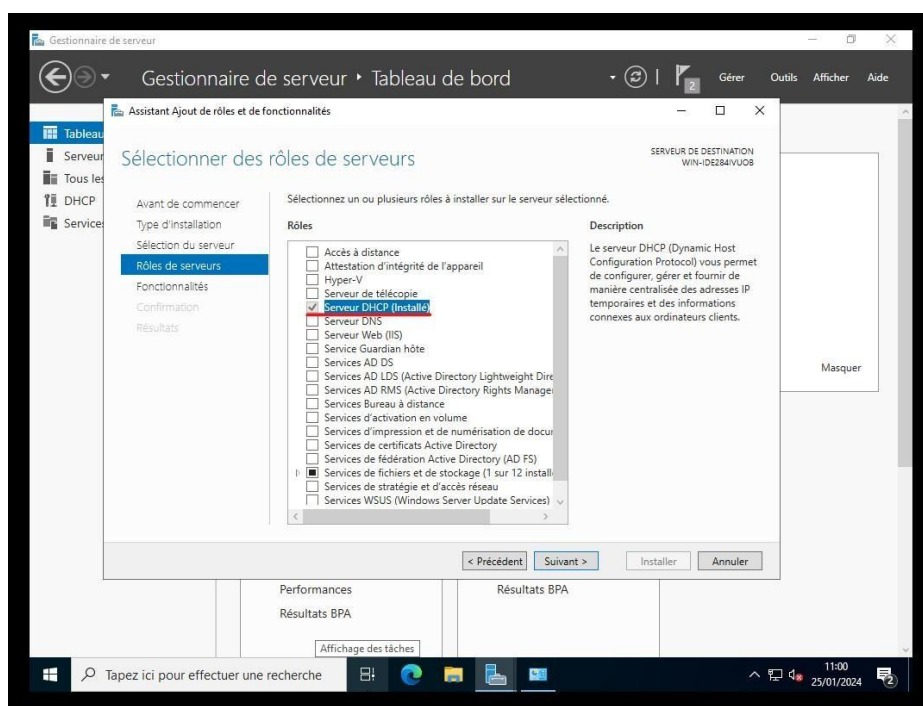 Gestionnaire de serveur
Gestionnaire de serveur • Tableau de bord
2
Gérer Outils Afficher Aide
Assistant Ajout de rôles et de fonctionnalités
Tableau
Serveur
Tous les
DHCP
Services
Sélectionner des rôles de serveurs
SERVEUR DE DESTINATION
WIN-IDE284IVUOB
Avant de commencer
Type d'installation
Sélection du serveur
Rôles de serveurs
Fonctionnalités
Confirmation
Résultats
Sélectionnez un ou plusieurs rôles à installer sur le serveur sélectionné.
Rôles
Accès à distance
Attestation d'intégrité de l'appareil
Hyper-V
Serveur de télécopie
Serveur DHCP (Installé)
Serveur DNS
Serveur Web (IIS)
Service Guardian hôte
Services AD DS
Services AD LDS (Active Directory Lightweight Dire
Services AD RMS (Active Directory Rights Manage
Services Bureau à distance
Services d'activation en volume
Services d'impression et de numérisation de docu
Services de certificats Active Directory
Services de fédération Active Directory (AD FS)
Services de fichiers et de stockage (1 sur 12 install
Services de stratégie et d'accès réseau
Services WSUS (Windows Server Update Services)
Description
Le serveur DHCP (Dynamic Host
Configuration Protocol) vous permet
de configurer, gérer et fournir de
manière centralisée des adresses IP
temporaires et des informations
connexes aux ordinateurs clients.
Masquer
< Précédent Suivant > Installer Annuler
Performances
Résultats BPA
Résultats BPA
Affichage des tâches
Tapez ici pour effectuer une recherche
11:00
25/01/2024
2